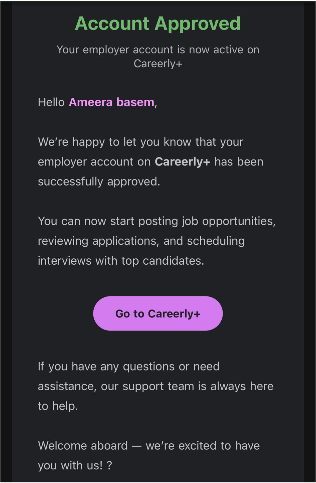 Account Approved
Your employer account is now active on
Careerly+
Hello Ameera basem,
We're happy to let you know that your
employer account on Careerly+ has been
successfully approved.
You can now start posting job opportunities,
reviewing applications, and scheduling
interviews with top candidates.
Go to Careerly+
If you have any questions or need
assistance, our support team is always here
to help.
Welcome aboard — we're excited to have
you with us! ?